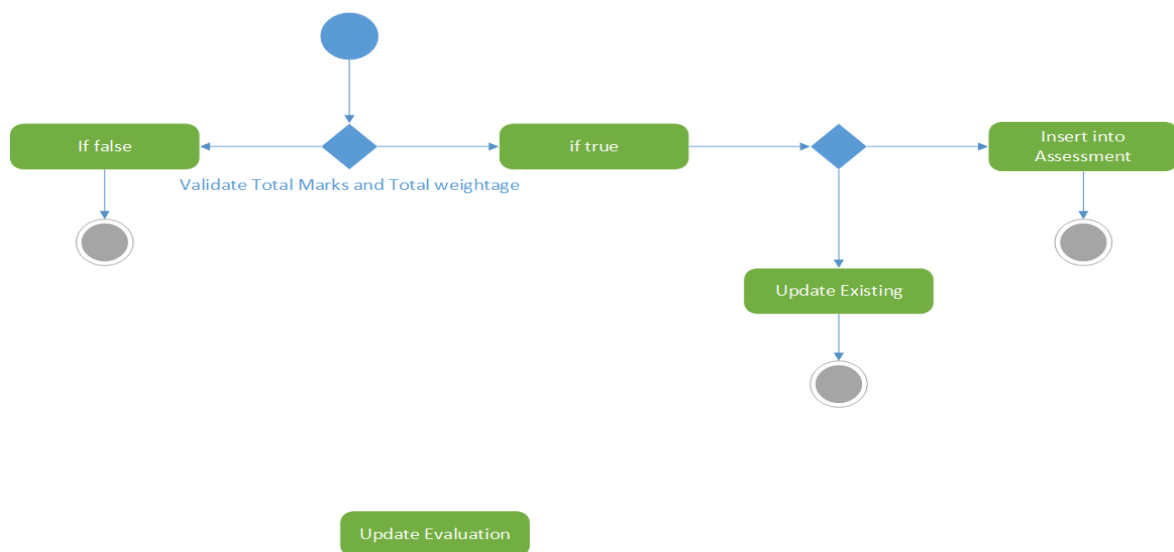 If false
if true
Insert into
Assessment
Validate Total Marks and Total weightage
Update Existing
Update Evaluation